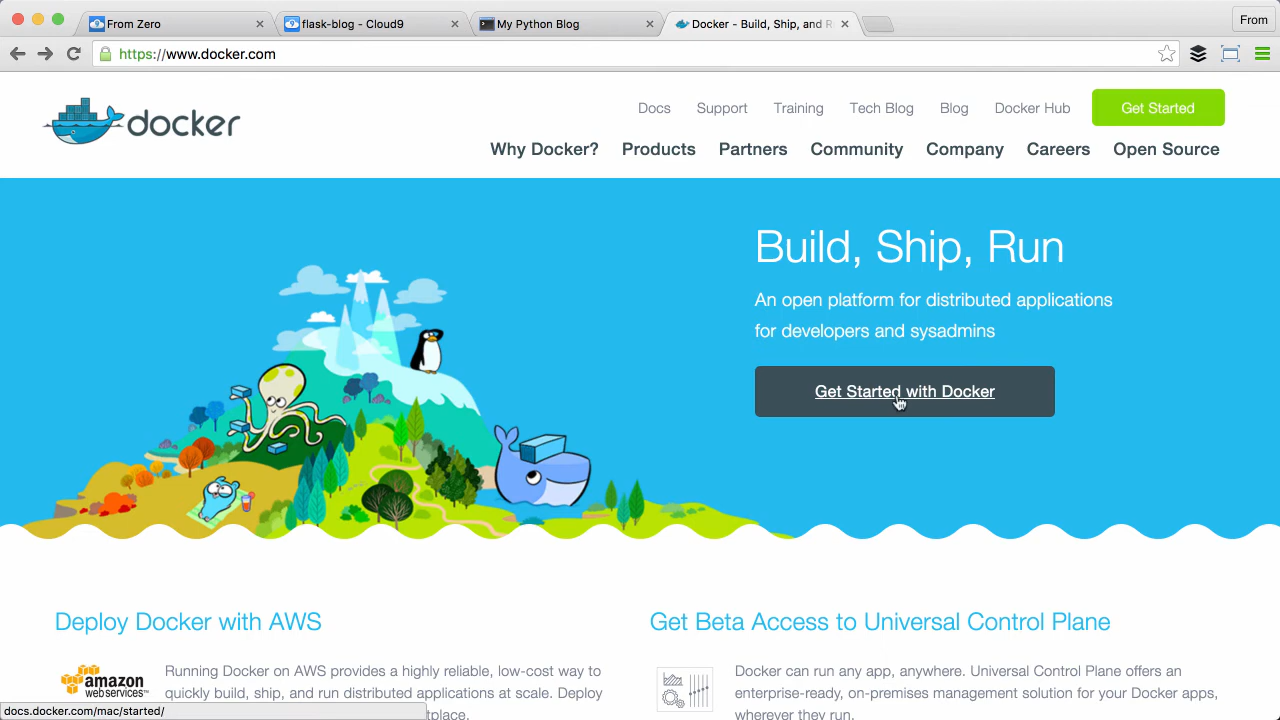 From Zero
flask-blog - Cloud9
My Python Blog
Docker - Build, Ship, and R
From
https://www.docker.com
docker
Docs Support Training Tech Blog Blog Docker Hub Get Started
Why Docker? Products Partners Community Company Careers Open Source
Build, Ship, Run
An open platform for distributed applications
for developers and sysadmins
Get Started with Docker
Deploy Docker with AWS
amazon
web services™
Running Docker on AWS provides a highly reliable, low-cost way to
quickly build, ship, and run distributed applications at scale. Deploy
tplace.
Get Beta Access to Universal Control Plane
Docker can run any app, anywhere. Universal Control Plane offers an
enterprise-ready, on-premises management solution for your Docker apps,
wherever they run.
docs.docker.com/mac/started/